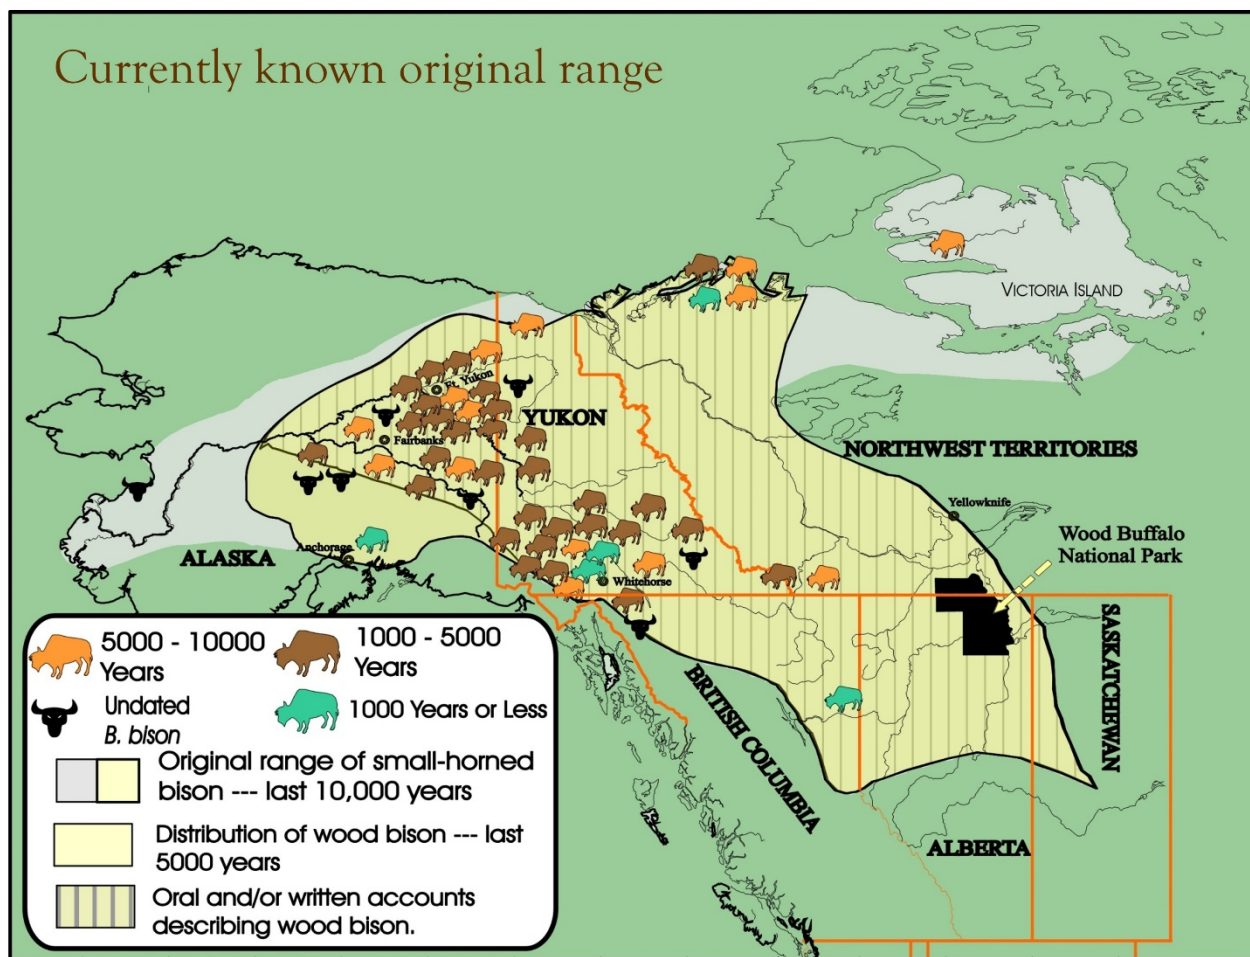 Currently known original range
VICTORIA ISLAND
Ft. Yukon
YUKON
Fairbanks
NORTHWEST TERRITORIES
Yellowknife
Wood Buffalo
National Park
ALASKA
Anchorage
Whitehorse
SASKATCHEWAN
BRITISH COLUMBIA
ALBERTA
5000 - 10000
Years
1000 - 5000
Years
Undated
B. bison
1000 Years or Less
Original range of small-horned
bison --- last 10,000 years
Distribution of wood bison --- last
5000 years
Oral and/or written accounts
describing wood bison.